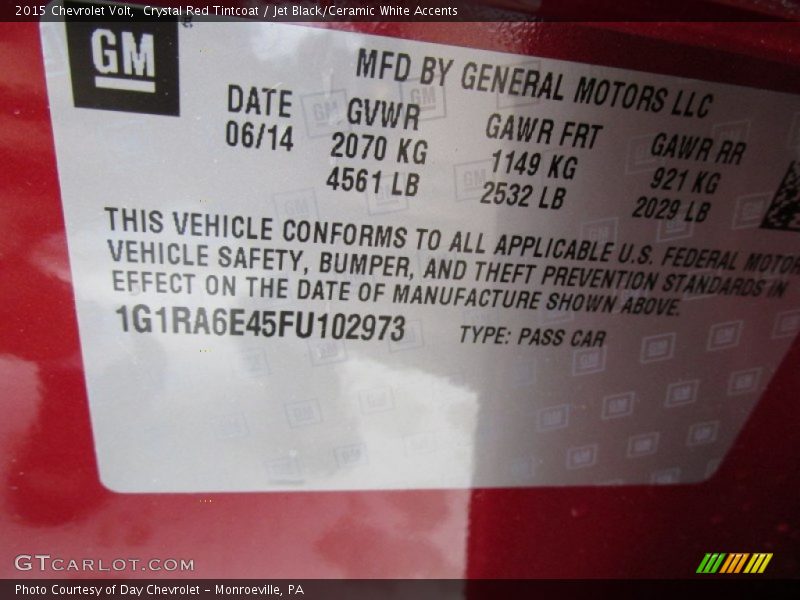 2015 Chevrolet Volt, Crystal Red Tintcoat / Jet Black/Ceramic White Accents
GM
MFD BY GENERAL MOTORS LLC
DATE GVWR GAWR FRT GAWR RR
06/14 2070 KG 1149 KG 921 KG
4561 LB 2532 LB 2029 LB
THIS VEHICLE CONFORMS TO ALL APPLICABLE U.S. FEDERAL MOTOR
VEHICLE SAFETY, BUMPER, AND THEFT PREVENTION STANDARDS IN
EFFECT ON THE DATE OF MANUFACTURE SHOWN ABOVE.
1G1RA6E45FU102973 TYPE: PASS CAR
GTCARLOT.COM
Photo Courtesy of Day Chevrolet - Monroeville, PA